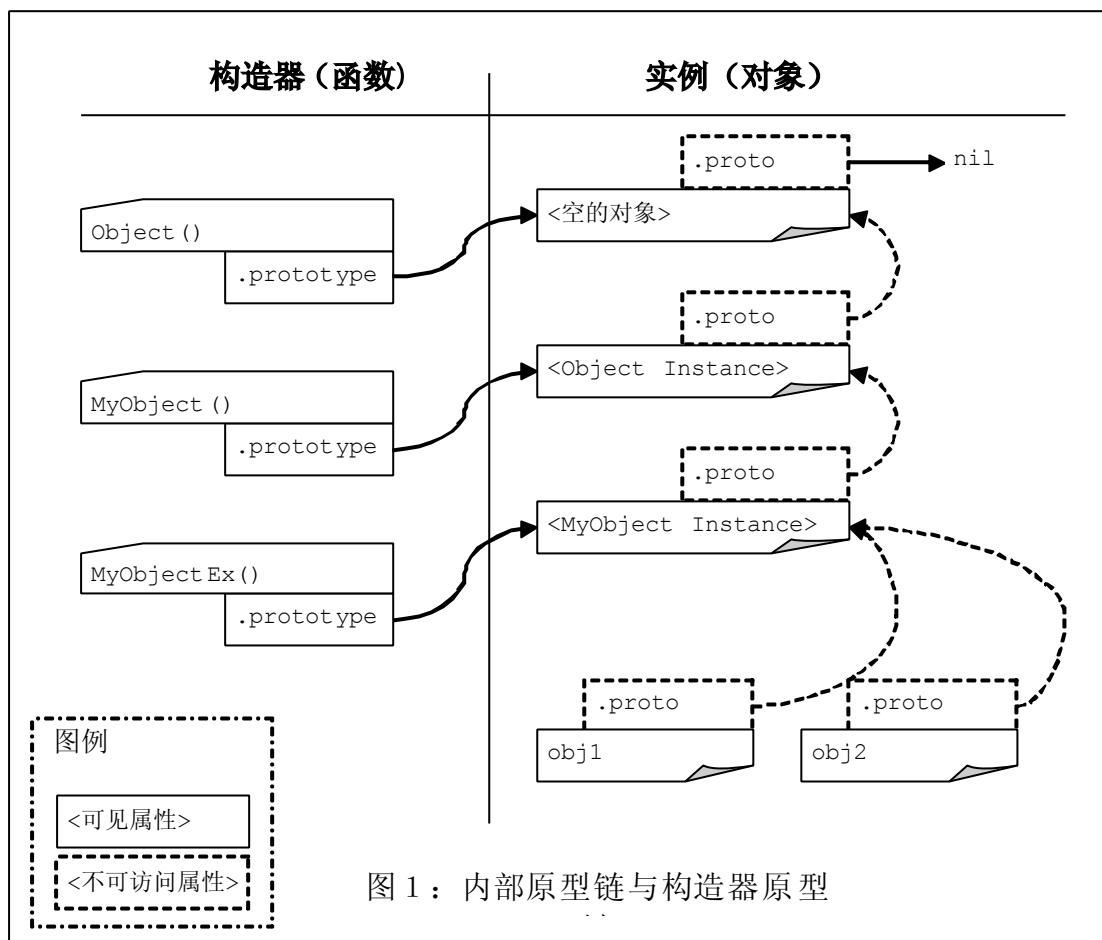 构造器（函数)
实例（对象）
.proto
nil
<空的对象>
Object()
.prototype
.proto
<Object Instance>
MyObject()
.prototype
.proto
<MyObject Instance>
MyObjectEx()
.prototype
.proto
.proto
obj1
obj2
图例
<可见属性>
<不可访问属性>
图1：内部原型链与构造器原型